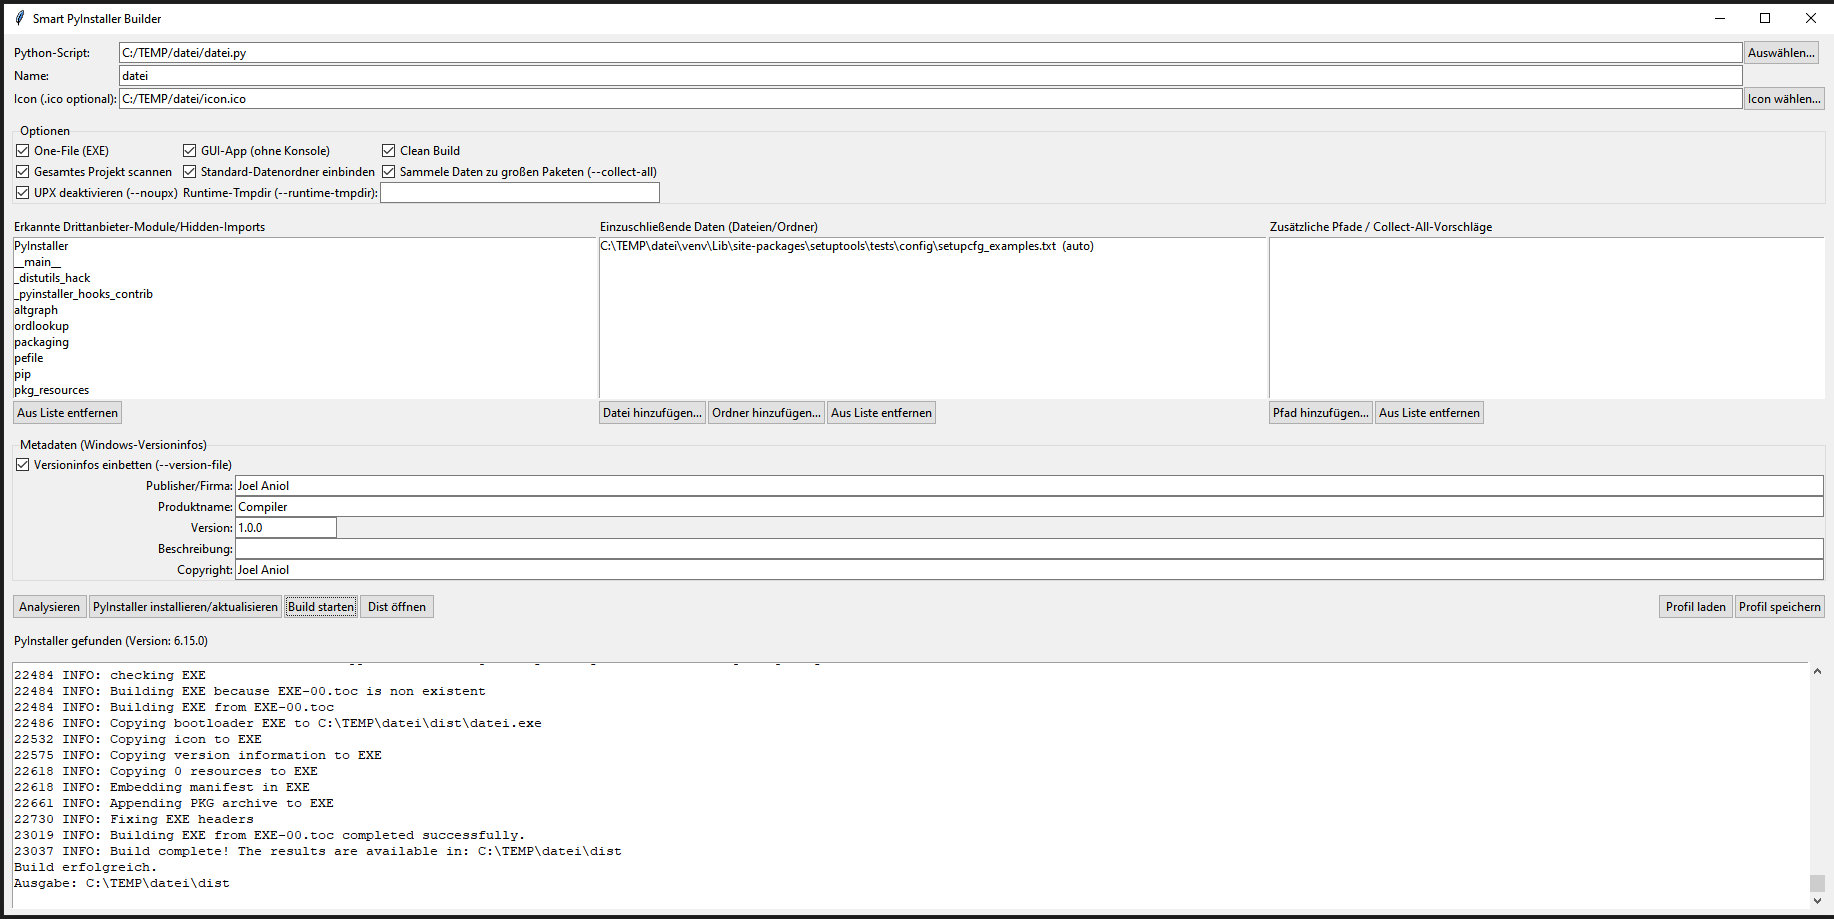 Smart PyInstaller Builder
Python-Script: C:/TEMP/datei/datei.py Auswählen...
Name: datei
Icon (.ico optional): C:/TEMP/datei/icon.ico Icon wählen...
Optionen
One-File (EXE) GUI-App (ohne Konsole) Clean Build
Gesamtes Projekt scannen Standard-Datenordner einbinden Sammele Daten zu großen Paketen (--collect-all)
UPX deaktivieren (--noupx) Runtime-Tmpdir (--runtime-tmpdir):
Erkannte Drittanbieter-Module/Hidden-Imports
PyInstaller
__main__
_distutils_hack
_pyinstaller_hooks_contrib
altgraph
ordlookup
packaging
pefile
pip
pkg_resources
Aus Liste entfernen
Einzuschließende Daten (Dateien/Ordner)
C:\TEMP\datei\venv\Lib\site-packages\setuptools\tests\config\setupcfg_examples.txt (auto)
Datei hinzufügen... Ordner hinzufügen... Aus Liste entfernen
Zusätzliche Pfade / Collect-All-Vorschläge
Pfad hinzufügen... Aus Liste entfernen
Metadaten (Windows-Versioninfos)
Versioninfos einbetten (--version-file)
Publisher/Firma: Joel Aniol
Produktname: Compiler
Version: 1.0.0
Beschreibung:
Copyright: Joel Aniol
Analysieren PyInstaller installieren/aktualisieren Build starten Dist öffnen Profil laden Profil speichern
PyInstaller gefunden (Version: 6.15.0)
22484 INFO: checking EXE
22484 INFO: Building EXE because EXE-00.toc is non existent
22484 INFO: Building EXE from EXE-00.toc
22486 INFO: Copying bootloader EXE to C:\TEMP\datei\dist\datei.exe
22532 INFO: Copying icon to EXE
22575 INFO: Copying version information to EXE
22618 INFO: Copying 0 resources to EXE
22618 INFO: Embedding manifest in EXE
22661 INFO: Appending PKG archive to EXE
22730 INFO: Fixing EXE headers
23019 INFO: Building EXE from EXE-00.toc completed successfully.
23037 INFO: Build complete! The results are available in: C:\TEMP\datei\dist
Build erfolgreich.
Ausgabe: C:\TEMP\datei\dist